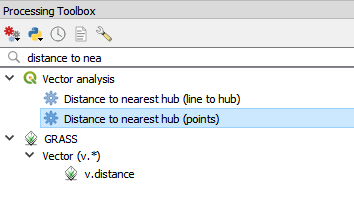 Processing Toolbox
distance to nea
Vector analysis
Distance to nearest hub (line to hub)
Distance to nearest hub (points)
GRASS
Vector (v.*)
v.distance